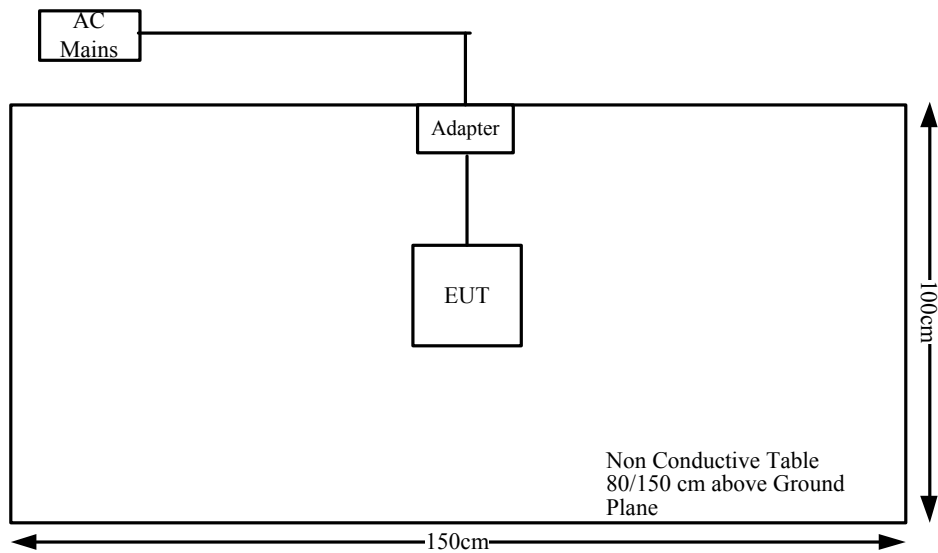 AC
Mains
Adapter
EUT
100cm
Non Conductive Table
80/150 cm above Ground
Plane
150cm